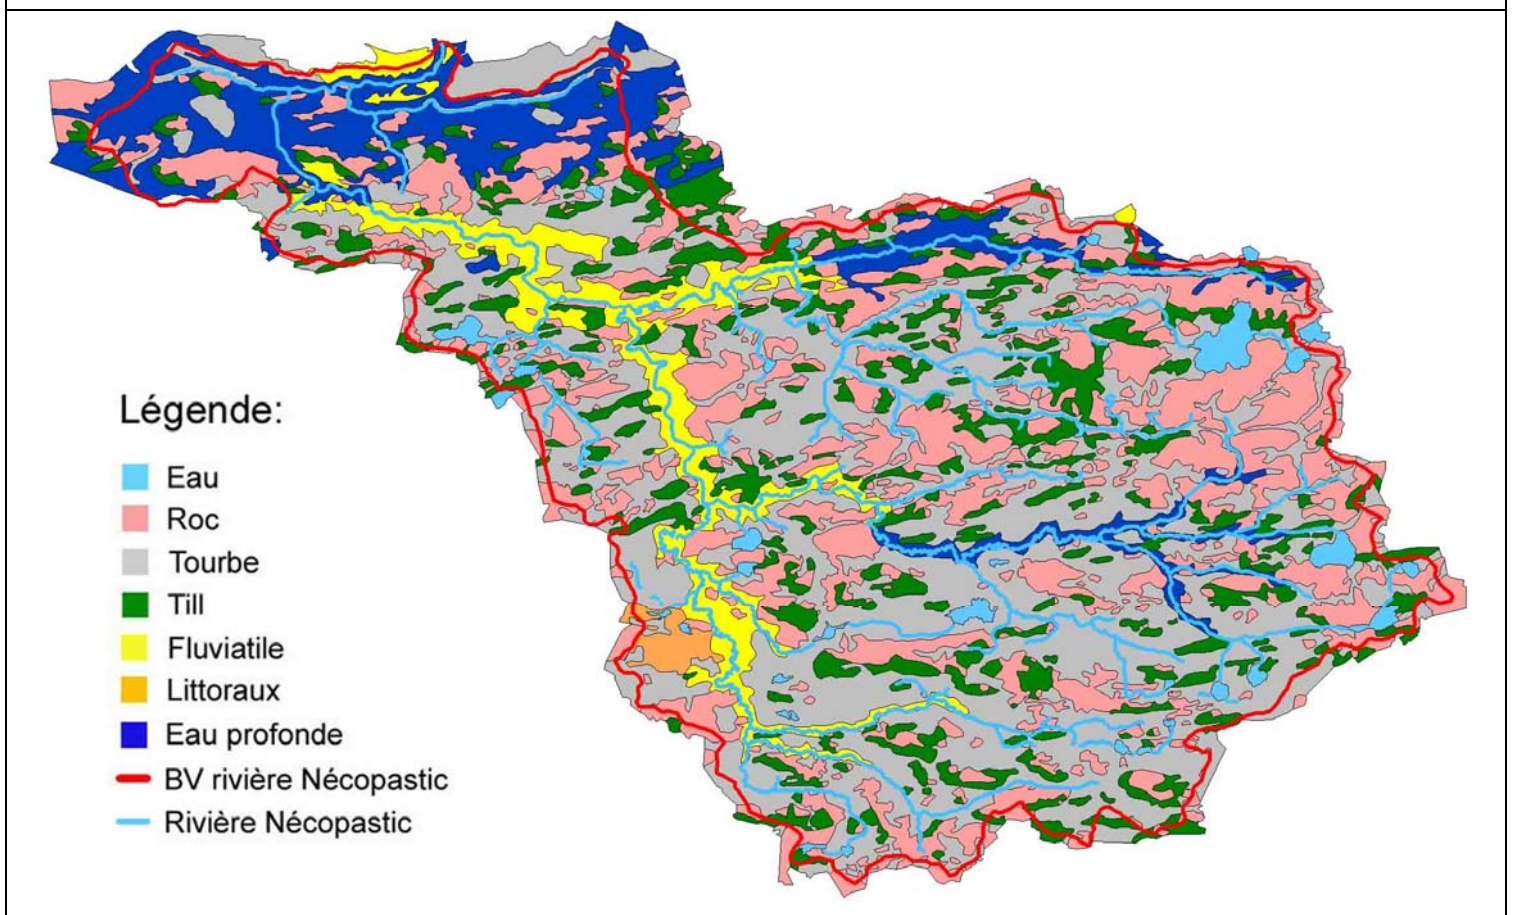 Légende:
Eau
Roc
Tourbe
Till
Fluviatile
Littoraux
Eau profonde
BV rivière Nécopastic
Rivière Nécopastic